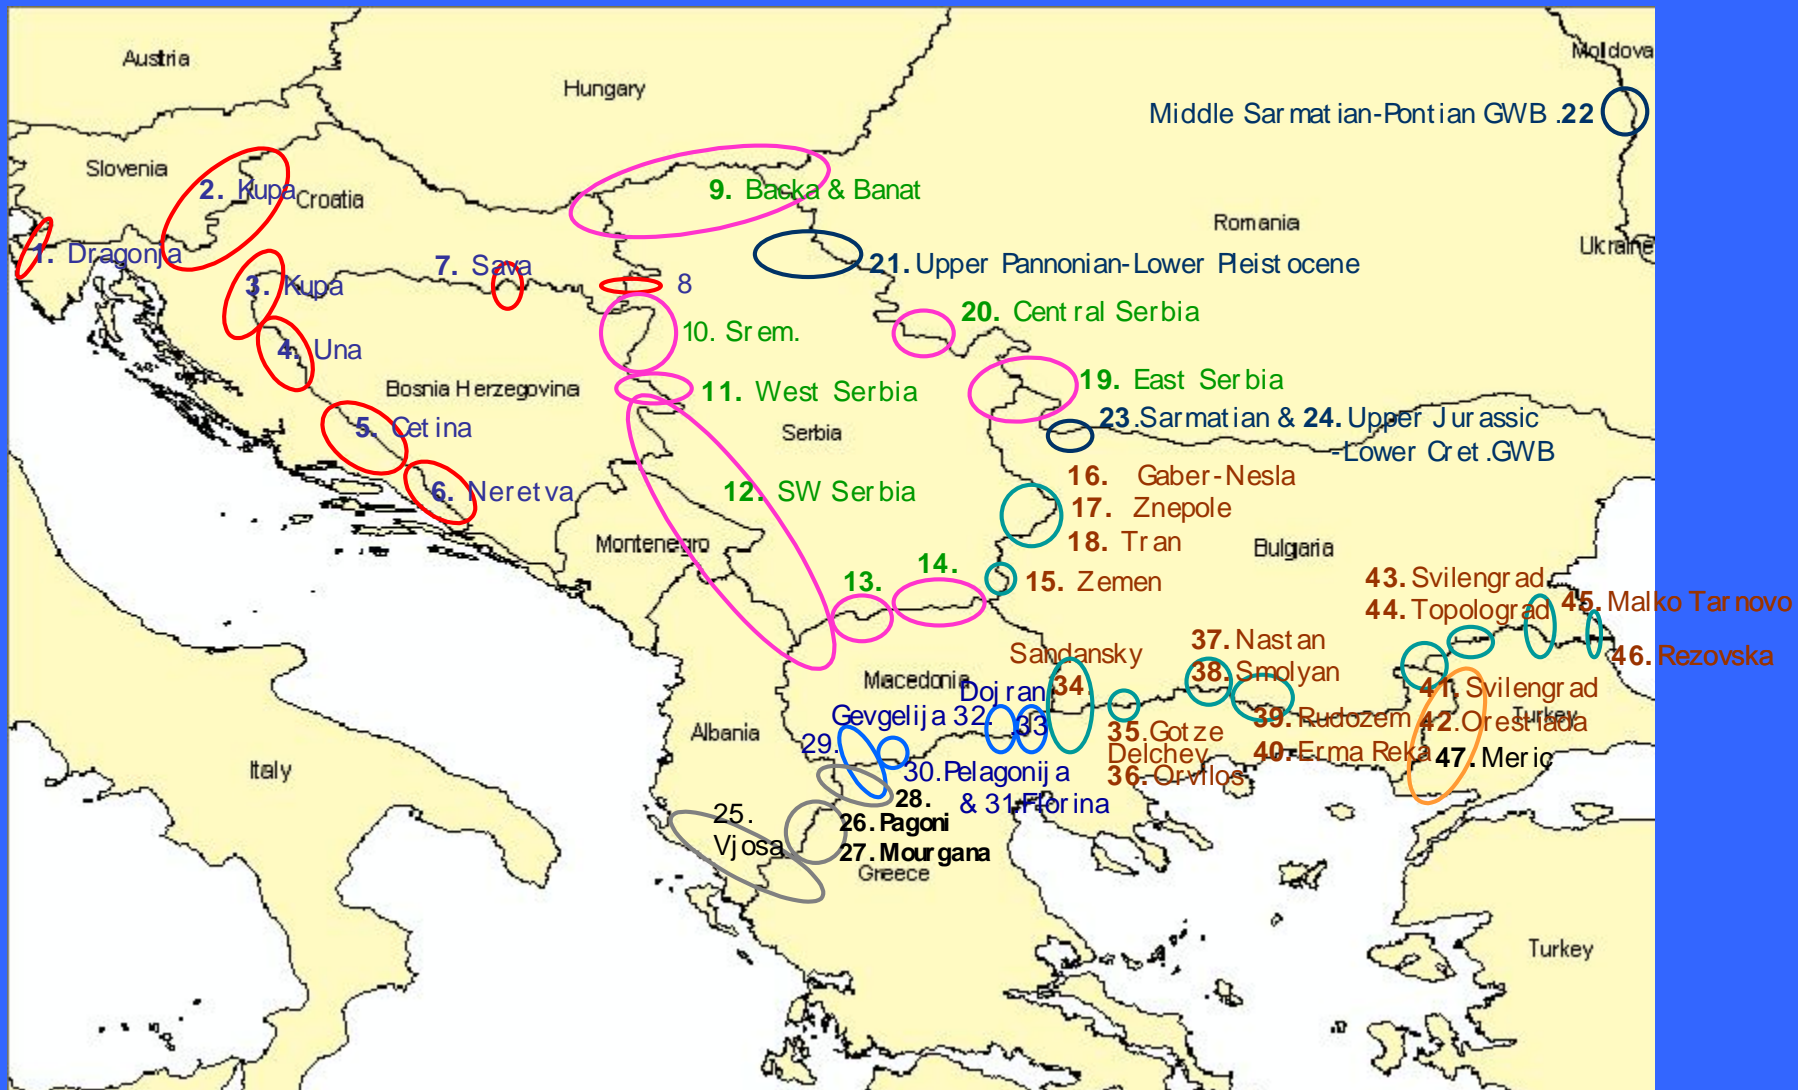 Austria
Hungary
Moldova
Middle Sarmatian-Pontian GWB .22
Slovenia
2. Kupa
Croatia
9. Backa & Banat
Romania
Ukraine
1. Dragonja
7. Sava
21. Upper Pannonian-Lower Pleistocene
3. Kupa
8
20. Central Serbia
10. Srem.
4. Una
Bosnia Herzegovina
11. West Serbia
19. East Serbia
5. Cetina
Serbia
23.Sarmatian & 24. Upper Jurassic
-Lower Cret.GWB
6. Neretva
12. SW Serbia
16. Gaber-Nesla
17. Znepole
18. Tran
Montenegro
Bulgaria
13.
14.
15. Zemen
43. Svilengrad
44. Topolograd
45. Malko Tarnovo
46. Rezovska
Sandansky
34.
37. Nastan
38. Smolyan
Macedonia
Dojran
Gevgelija 32.
33
41. Svilengrad
42. Orestiada
Turkey
39. Rudozem
40. Erma Reka
47. Meric
35.Gotze
Delchev
36. Orvilos
Albania
29.
30.Pelagonija
& 31.Florina
28.
Italy
25.
Vjosa
26. Pagoni
27. Mourgana
Greece
Turkey